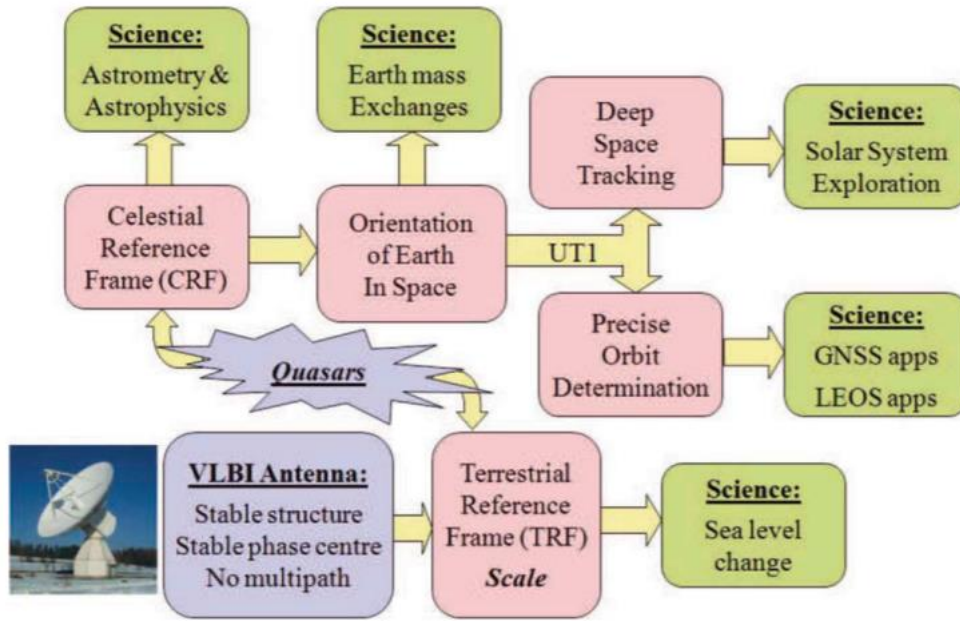 Science:
Astrometry &
Astrophysics
Science:
Earth mass
Exchanges
Deep
Space
Tracking
Science:
Solar System
Exploration
Celestial
Reference
Frame (CRF)
Orientation
of Earth
In Space
UT1
Precise
Orbit
Determination
Science:
GNSS apps
LEOS apps
Quasars
VLBI Antenna:
Stable structure
Stable phase centre
No multipath
Terrestrial
Reference
Frame (TRF)
Scale
Science:
Sea level
change